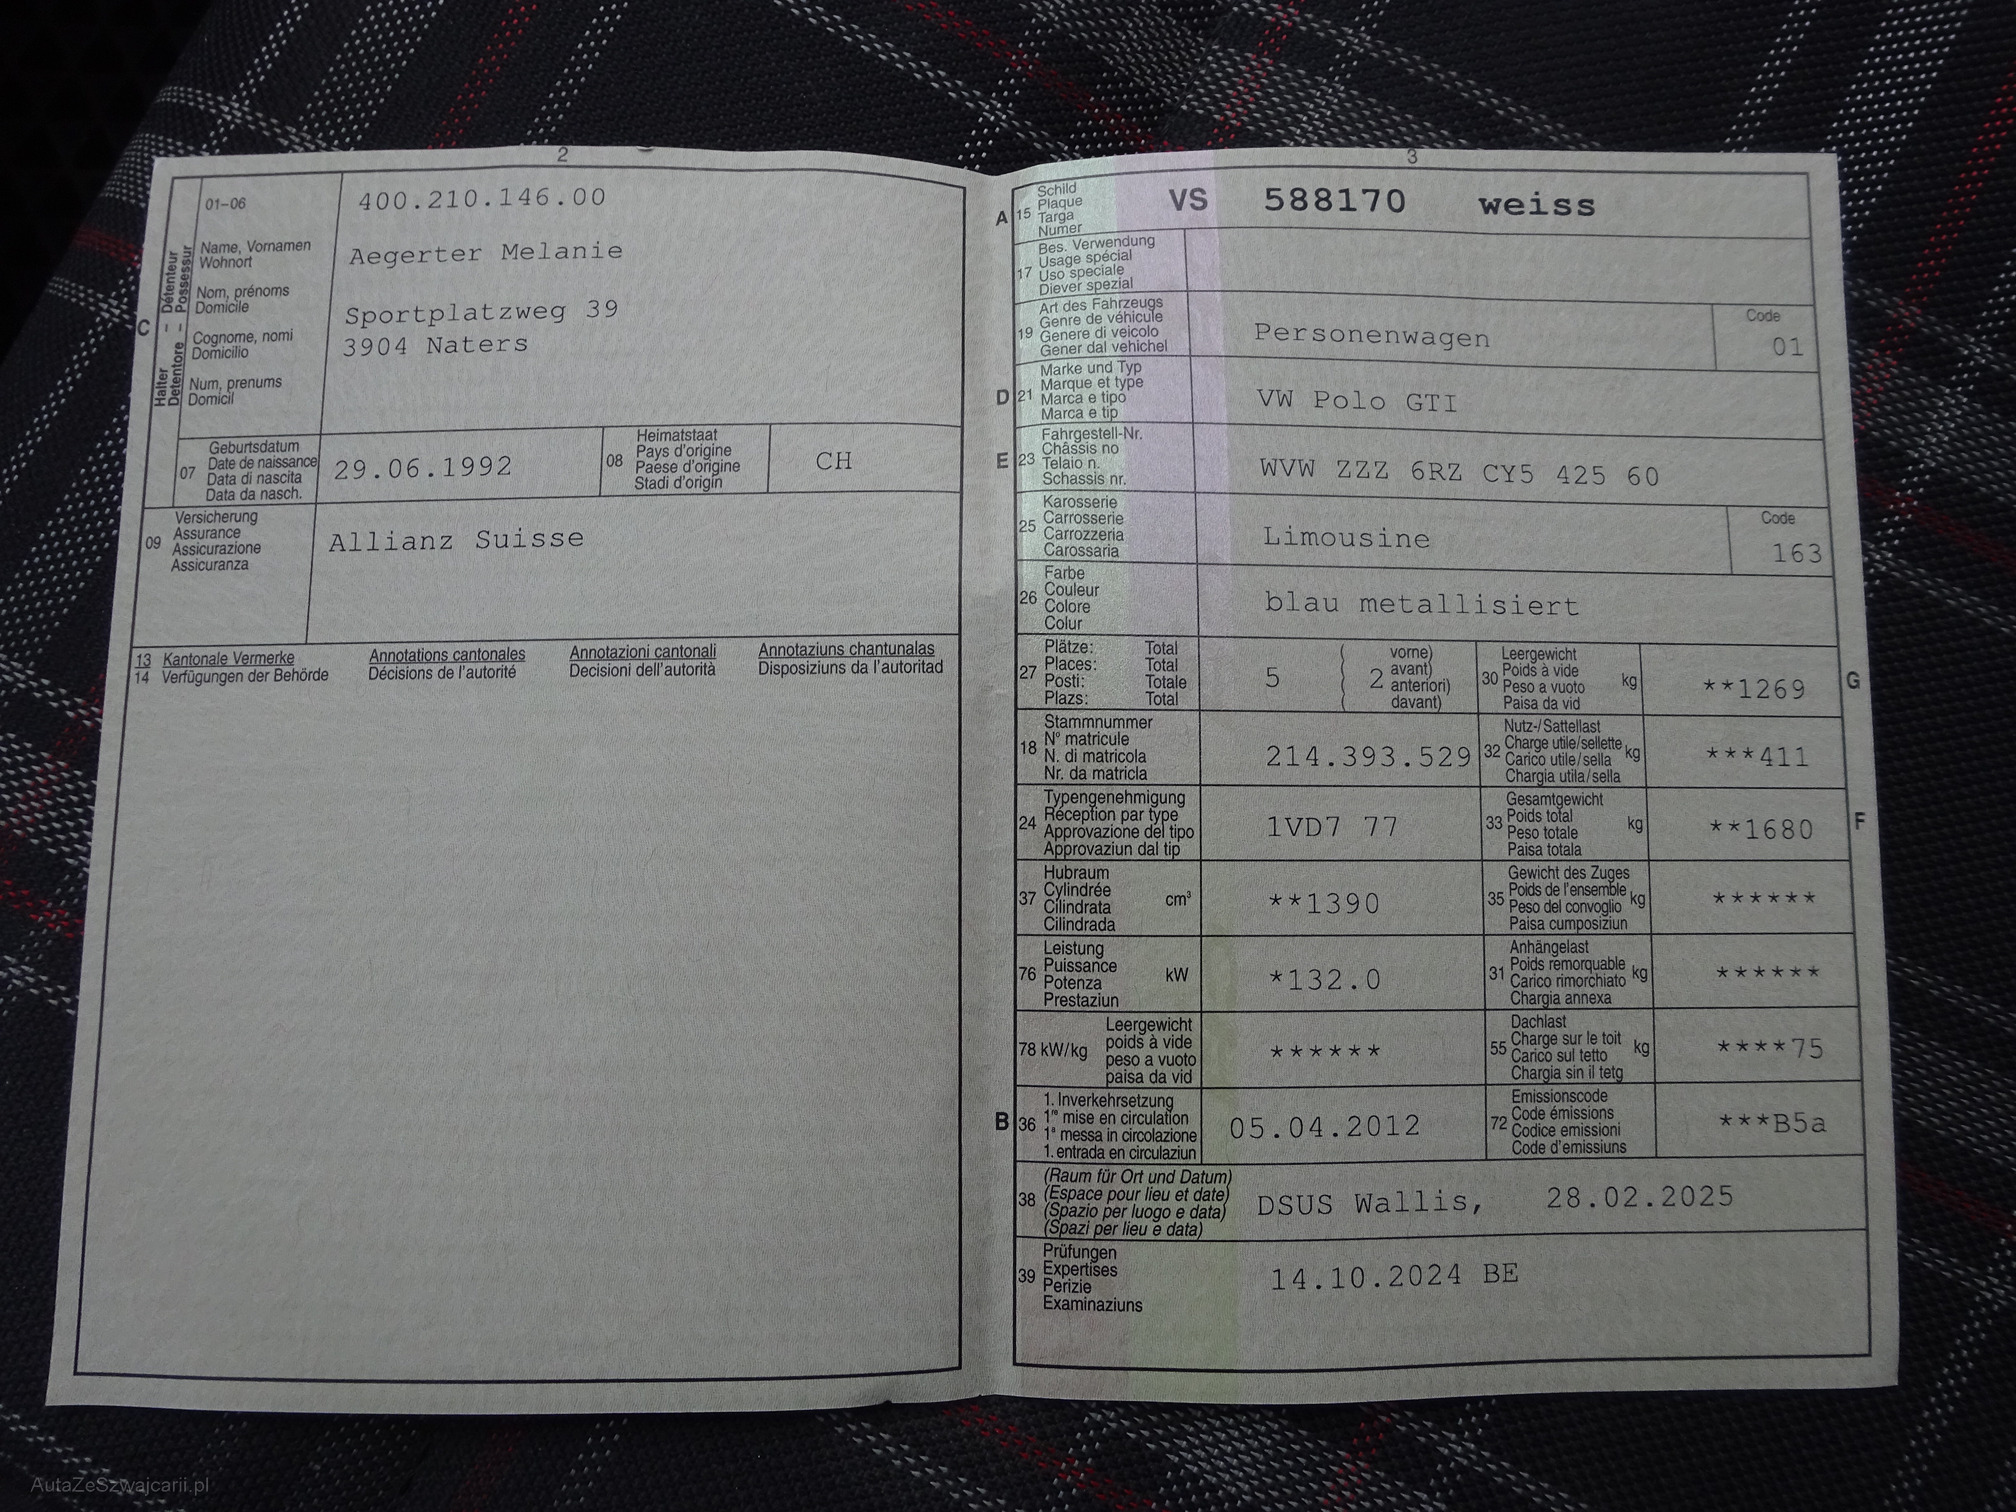 2
01-06
400.210.146.00
C
Halter – Détenteur
Detentore – Possessur
Name, Vornamen
Wohnort
Aegerter Melanie
Nom, prénoms
Domicile
Sportplatzweg 39
Cognome, nomi
Domicilio
3904 Naters
Num, prenums
Domicil
07
Geburtsdatum
Date de naissance
Data di nascita
Data da nasch.
29.06.1992
08
Heimatstaat
Pays d'origine
Paese d'origine
Stadi d'origin
CH
09
Versicherung
Assurance
Assicurazione
Assicuranza
Allianz Suisse
13 Kantonale Vermerke Annotations cantonales Annotazioni cantonali Annotaziuns chantunalas
14 Verfügungen der Behörde Décisions de l'autorité Decisioni dell'autorità Disposiziuns da l'autoritad
3
A
15
Schild
Plaque
Targa
Numer
VS 588170 weiss
17
Bes. Verwendung
Usage spécial
Uso speciale
Diever spezial
19
Art des Fahrzeugs
Genre de véhicule
Genere di veicolo
Gener dal vehichel
Personenwagen
Code
01
D
21
Marke und Typ
Marque et type
Marca e tipo
Marca e tip
VW Polo GTI
E
23
Fahrgestell-Nr.
Châssis no
Telaio n.
Schassis nr.
WVW ZZZ 6RZ CY5 425 60
25
Karosserie
Carrosserie
Carrozzeria
Carossaria
Limousine
Code
163
26
Farbe
Couleur
Colore
Colur
blau metallisiert
27
Plätze: Total
Places: Total
Posti: Totale
Plazs: Total
5
2
vorne)
avant)
anteriori)
davant)
30
Leergewicht
Poids à vide
Peso a vuoto
Paisa da vid
kg
**1269
G
18
Stammnummer
N° matricule
N. di matricola
Nr. da matricla
214.393.529
32
Nutz-/Sattellast
Charge utile/sellette
Carico utile/sella
Chargia utila/sella
kg
***411
24
Typengenehmigung
Réception par type
Approvazione del tipo
Approvaziun dal tip
1VD7 77
33
Gesamtgewicht
Poids total
Peso totale
Paisa totala
kg
**1680
F
37
Hubraum
Cylindrée
Cilindrata
Cilindrada
cm³
**1390
35
Gewicht des Zuges
Poids de l'ensemble
Peso del convoglio
Paisa cumposiziun
kg
******
76
Leistung
Puissance
Potenza
Prestaziun
kW
*132.0
31
Anhängelast
Poids remorquable
Carico rimorchiato
Chargia annexa
kg
******
78 kW/kg
Leergewicht
poids à vide
peso a vuoto
paisa da vid
******
55
Dachlast
Charge sur le toit
Carico sul tetto
Chargia sin il tetg
kg
****75
B
36
1. Inverkehrsetzung
1re mise en circulation
1a messa in circolazione
1. entrada en circulaziun
05.04.2012
72
Emissionscode
Code émissions
Codice emissioni
Code d'emissiuns
***B5a
38
(Raum für Ort und Datum)
(Espace pour lieu et date)
(Spazio per luogo e data)
(Spazi per lieu e data)
DSUS Wallis, 28.02.2025
39
Prüfungen
Expertises
Perizie
Examinaziuns
14.10.2024 BE
AutaZeSzwajcarii.pl